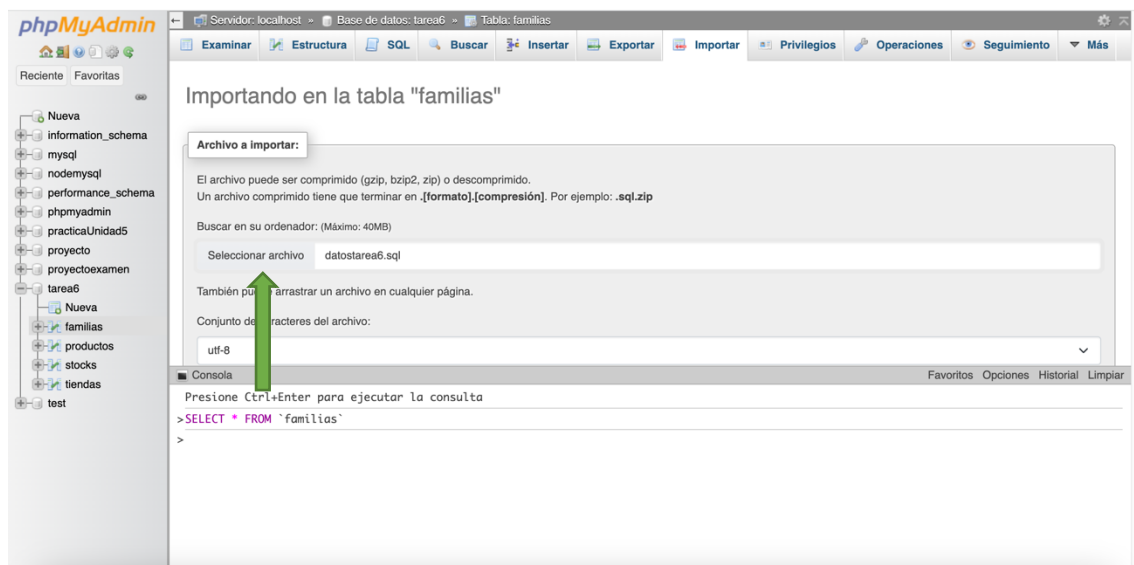 phpMyAdmin
Reciente Favoritas
Nueva
information_schema
mysql
nodemysql
performance_schema
phpmyadmin
practicaUnidad5
proyecto
proyectoexamen
tarea6
Nueva
familias
productos
stocks
tiendas
test
Servidor: localhost » Base de datos: tarea6 » Tabla: familias
Examinar Estructura SQL Buscar Insertar Exportar Importar Privilegios Operaciones Seguimiento Más
Importando en la tabla "familias"
Archivo a importar:
El archivo puede ser comprimido (gzip, bzip2, zip) o descomprimido.
Un archivo comprimido tiene que terminar en .[formato].[compresión]. Por ejemplo: .sql.zip
Buscar en su ordenador: (Máximo: 40MB)
Seleccionar archivo datostarea6.sql
También puede arrastrar un archivo en cualquier página.
Conjunto de caracteres del archivo:
utf-8
Consola Favoritos Opciones Historial Limpiar
Presione Ctrl+Enter para ejecutar la consulta
>SELECT * FROM `familias`
>